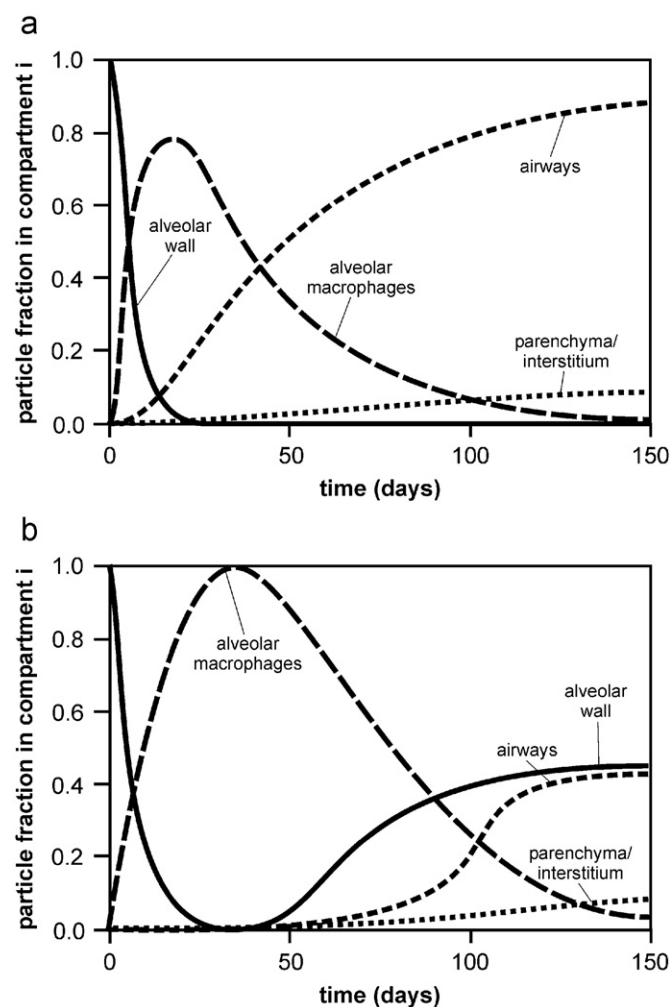 a
particle fraction in compartment i
1.0
0.8
0.6
0.4
0.2
0.0
alveolar
wall
airways
alveolar
macrophages
parenchyma/
interstitium
0
50
100
150
time (days)
b
particle fraction in compartment i
1.0
0.8
0.6
0.4
0.2
0.0
alveolar
macrophages
alveolar
wall
airways
parenchyma/
interstitium
0
50
100
150
time (days)